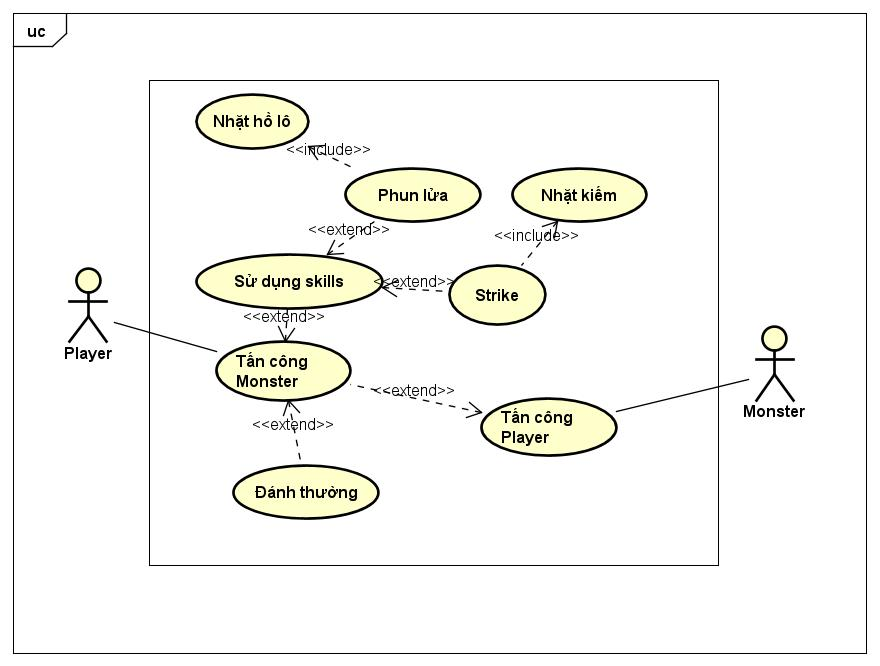 uc
Nhặt hồ lô
<<include>>
Phun lửa
Nhặt kiếm
<<extend>>
<<include>>
Sử dụng skills
<<extend>>
Strike
<<extend>>
Player
Tấn công
Monster
<<extend>>
Tấn công
Player
Monster
<<extend>>
Đánh thường